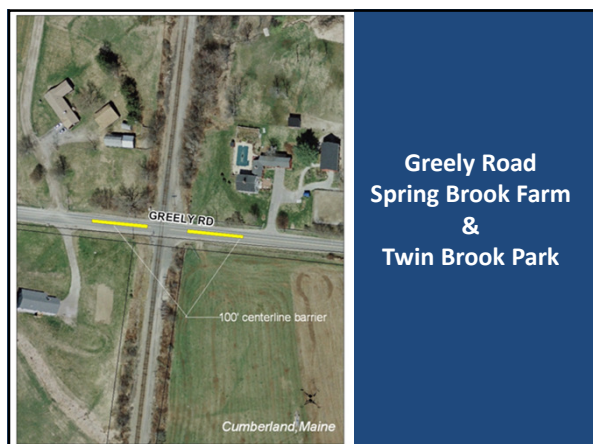 GREELY RD
100' centerline barrier
Cumberland,Maine
Greely Road
Spring Brook Farm
&
Twin Brook Park